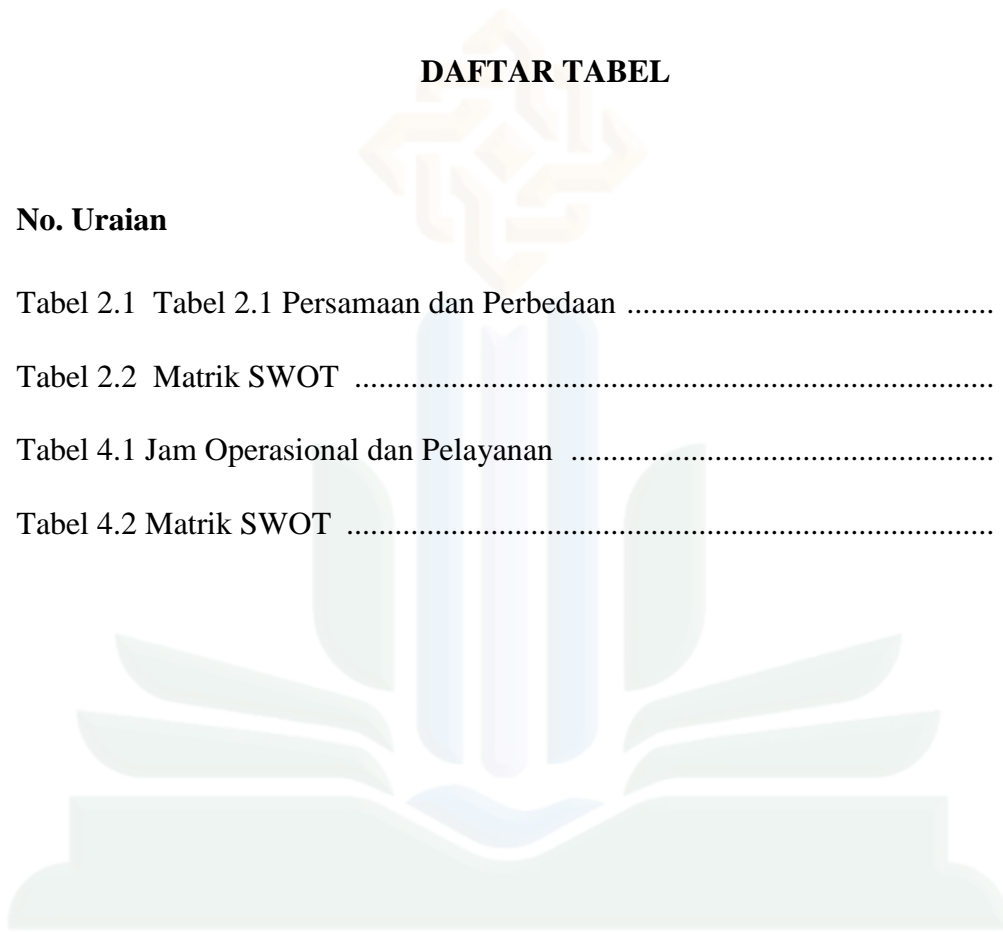 DAFTAR TABEL
No. Uraian
Tabel 2.1  Tabel 2.1 Persamaan dan Perbedaan ..............................................
Tabel 2.2  Matrik SWOT ................................................................................
Tabel 4.1 Jam Operasional dan Pelayanan .....................................................
Tabel 4.2 Matrik SWOT .................................................................................